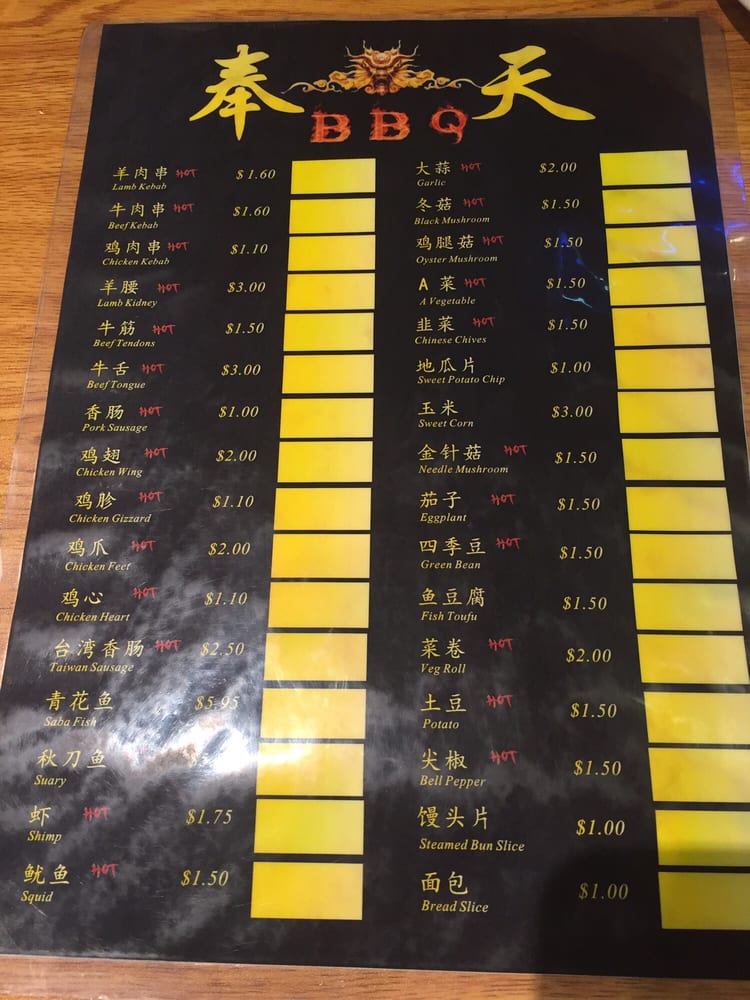 奉天
BBQ
羊肉串 HOT $1.60
Lamb Kebab
牛肉串 HOT $1.60
Beef Kebab
鸡肉串 HOT $1.10
Chicken Kebab
羊腰 HOT $3.00
Lamb Kidney
牛筋 HOT $1.50
Beef Tendons
牛舌 HOT $3.00
Beef Tongue
香肠 HOT $1.00
Pork Sausage
鸡翅 HOT $2.00
Chicken Wing
鸡胗 HOT $1.10
Chicken Gizzard
鸡爪 HOT $2.00
Chicken Feet
鸡心 HOT $1.10
Chicken Heart
台湾香肠 HOT $2.50
Taiwan Sausage
青花鱼 $5.95
Saba Fish
秋刀鱼
Suary
虾 HOT $1.75
Shimp
鱿鱼 HOT $1.50
Squid
大蒜 HOT $2.00
Garlic
冬菇 HOT $1.50
Black Mushroom
鸡腿菇 HOT $1.50
Oyster Mushroom
A菜 HOT $1.50
A Vegetable
韭菜 HOT $1.50
Chinese Chives
地瓜片 $1.00
Sweet Potato Chip
玉米 $3.00
Sweet Corn
金针菇 HOT $1.50
Needle Mushroom
茄子 HOT $1.50
Eggplant
四季豆 HOT $1.50
Green Bean
鱼豆腐 $1.50
Fish Toufu
菜卷 HOT $2.00
Veg Roll
土豆 HOT $1.50
Potato
尖椒 HOT $1.50
Bell Pepper
馒头片 $1.00
Steamed Bun Slice
面包 $1.00
Bread Slice